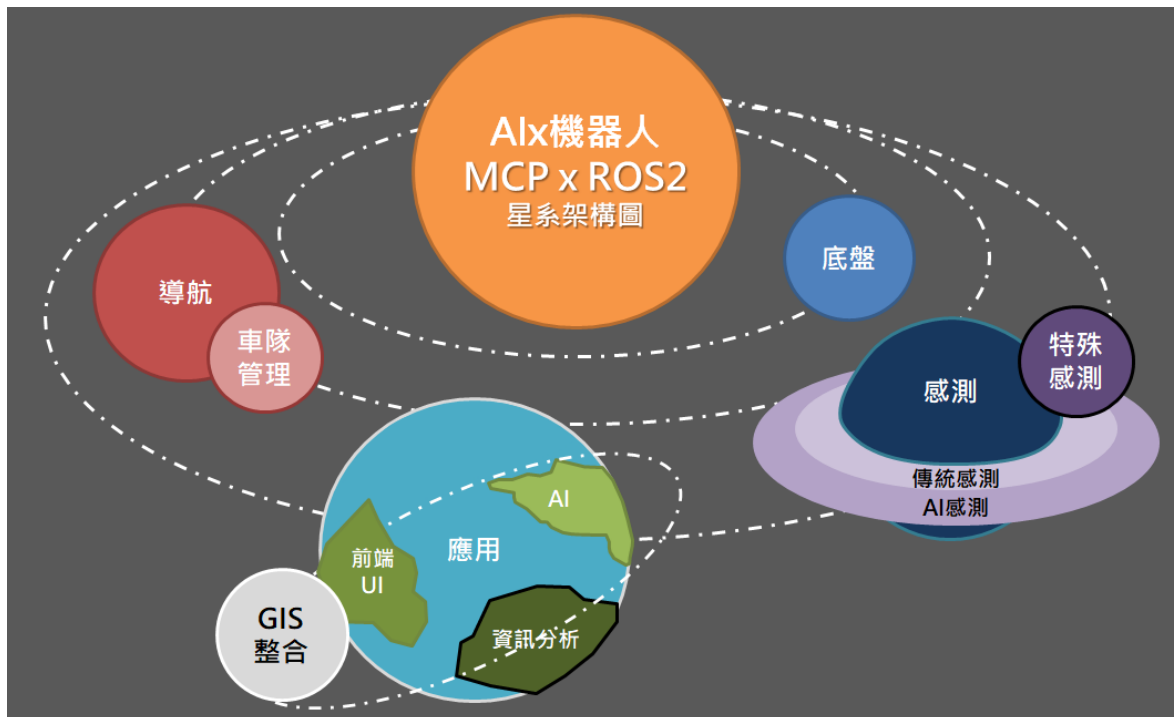 AIx機器人
MCP x ROS2
星系架構圖
導航
車隊
管理
底盤
感測
特殊
感測
傳統感測
AI感測
應用
AI
前端
UI
資訊分析
GIS
整合